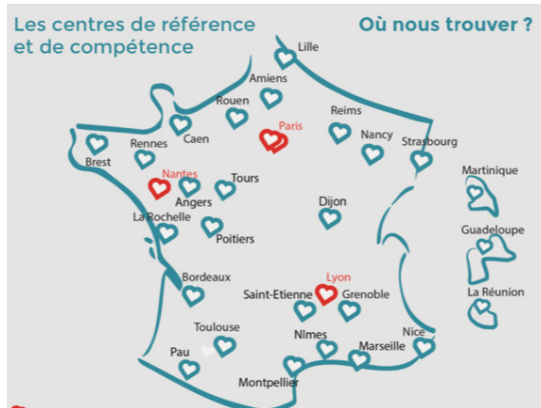 Les centres de référence
et de compétence
Où nous trouver ?
Lille
Amiens
Rouen
Paris
Reims
Caen
Nancy
Strasbourg
Rennes
Brest
Nantes
Martinique
Tours
Angers
Dijon
La Rochelle
Guadeloupe
Poitiers
Lyon
Bordeaux
Saint-Etienne
Grenoble
La Réunion
Toulouse
Nîmes
Nice
Marseille
Pau
Montpellier